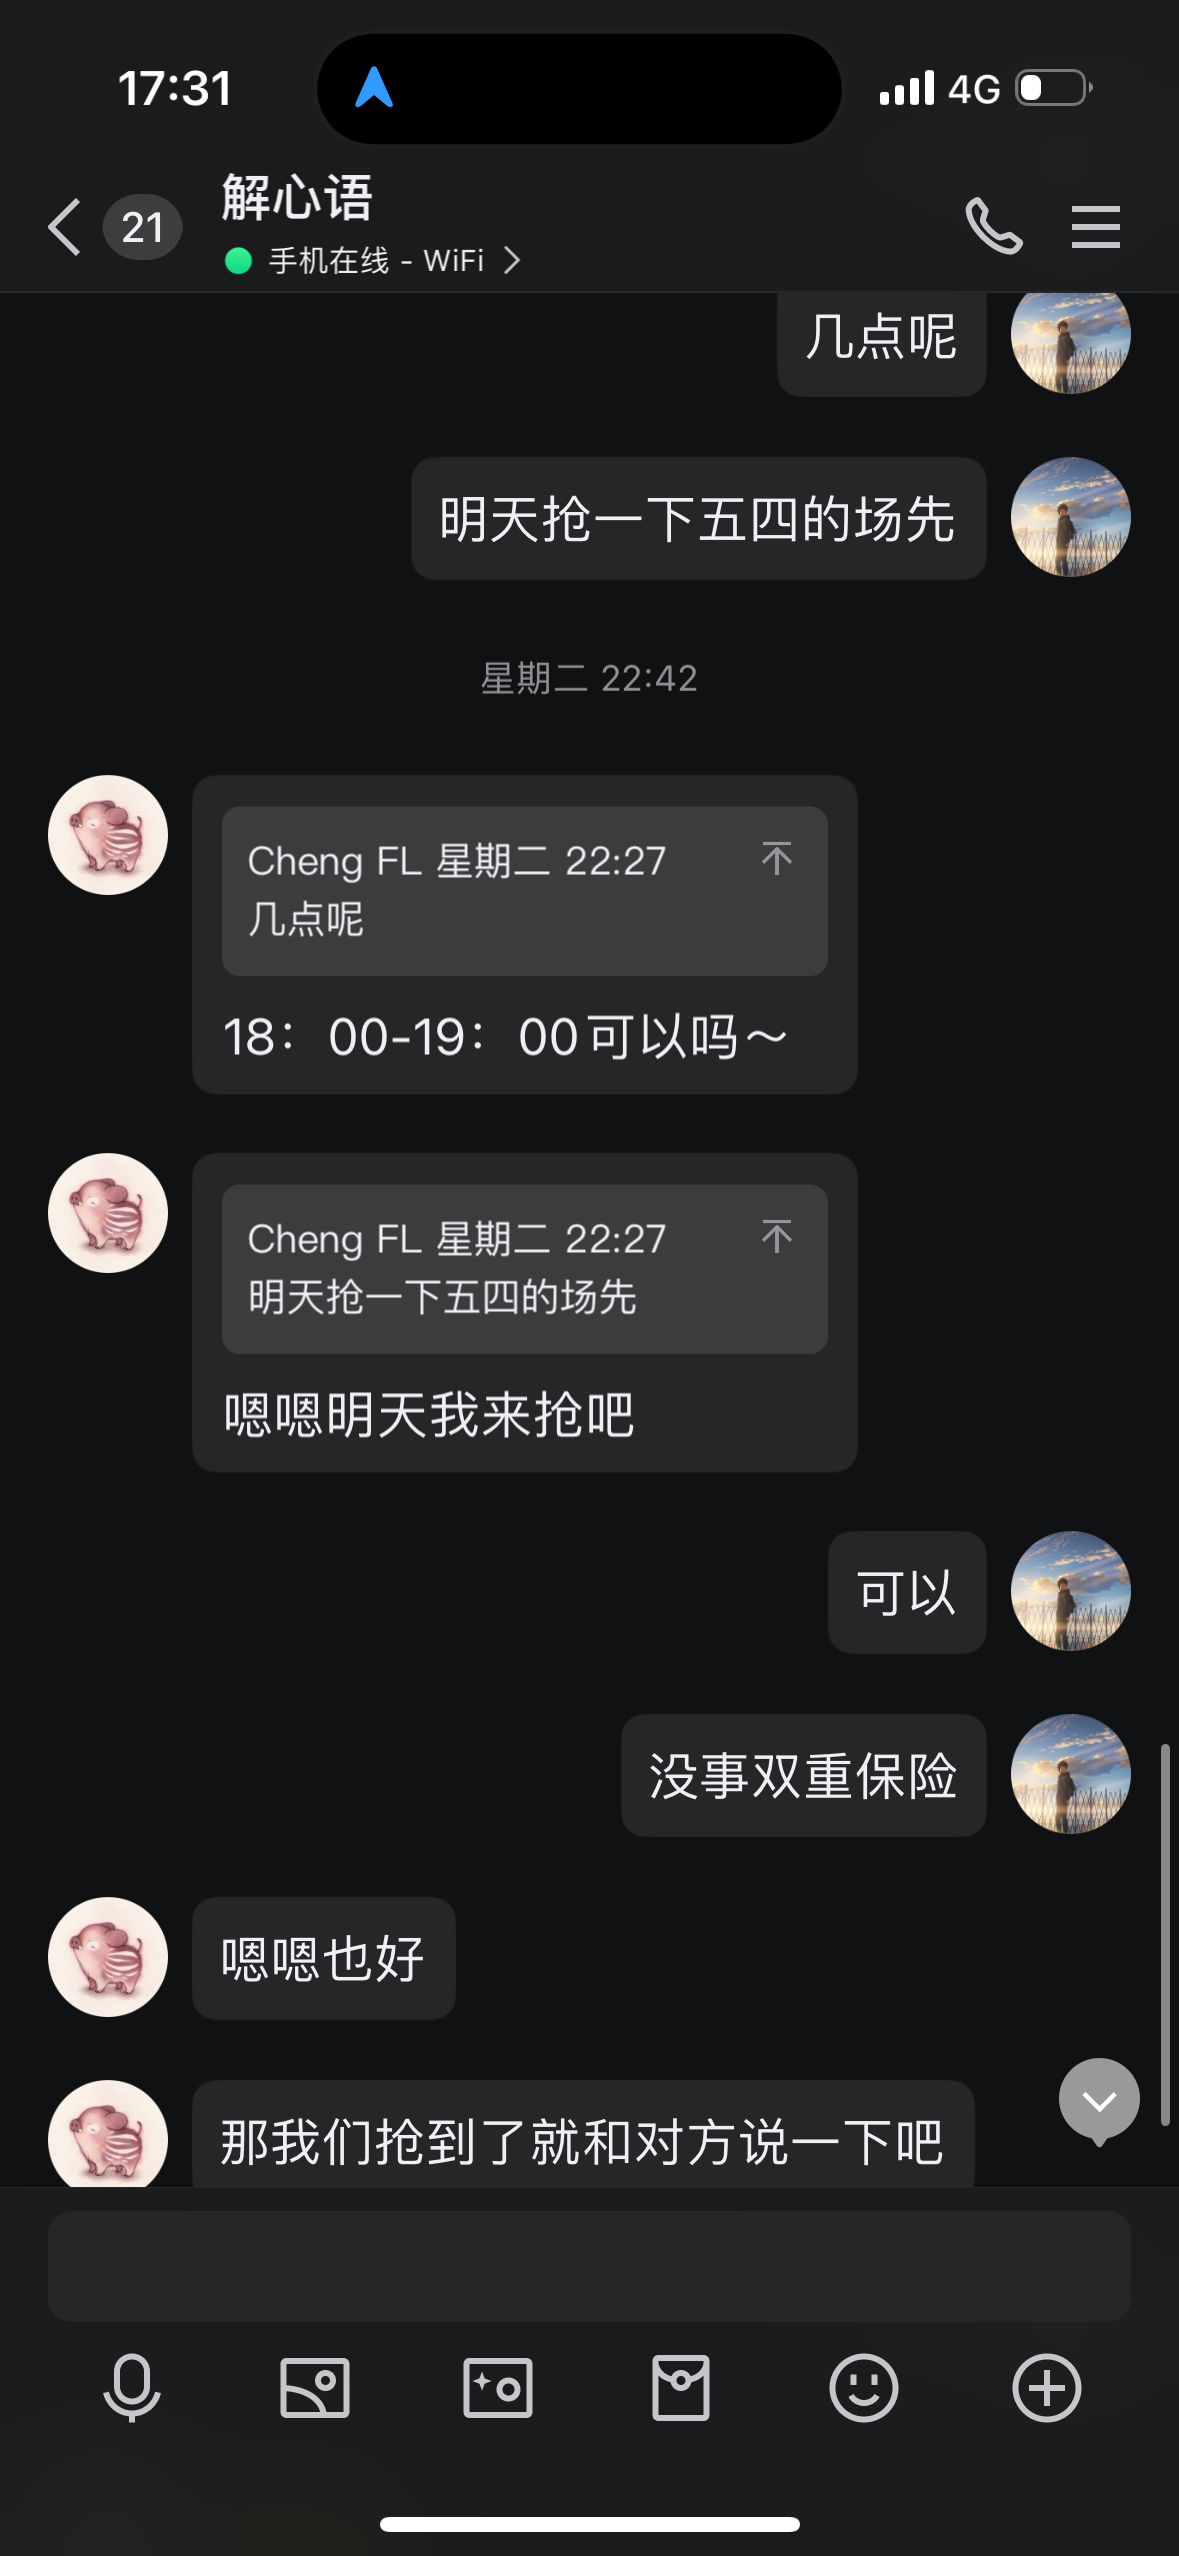 17:31
4G
21
解心语
手机在线 - WiFi
几点呢
明天抢一下五四的场先
星期二 22:42
Cheng FL 星期二 22:27
几点呢
18：00-19：00可以吗～
Cheng FL 星期二 22:27
明天抢一下五四的场先
嗯嗯明天我来抢吧
可以
没事双重保险
嗯嗯也好
那我们抢到了就和对方说一下吧